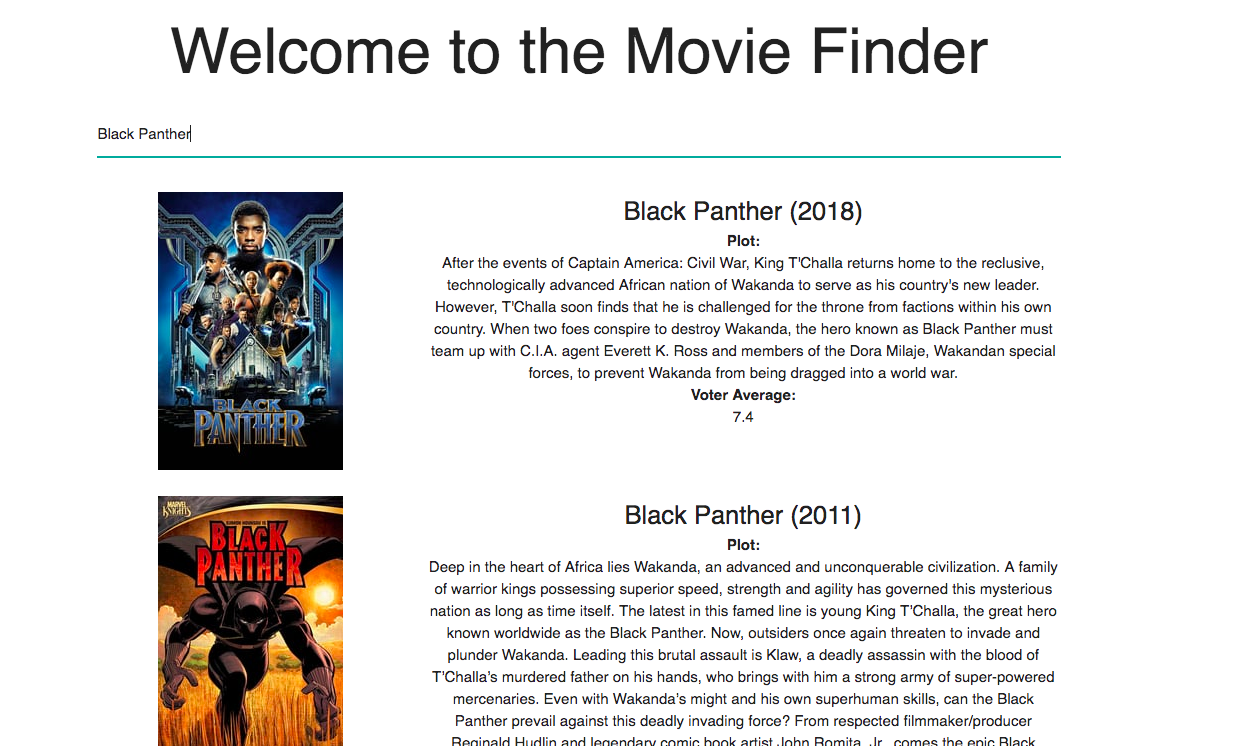 Welcome to the Movie Finder
Black Panther
Black Panther (2018)
Plot:
After the events of Captain America: Civil War, King T'Challa returns home to the reclusive,
technologically advanced African nation of Wakanda to serve as his country's new leader.
However, T'Challa soon finds that he is challenged for the throne from factions within his own
country. When two foes conspire to destroy Wakanda, the hero known as Black Panther must
team up with C.I.A. agent Everett K. Ross and members of the Dora Milaje, Wakandan special
forces, to prevent Wakanda from being dragged into a world war.
Voter Average:
7.4
BLACK
PANTHER
Black Panther (2011)
Plot:
Deep in the heart of Africa lies Wakanda, an advanced and unconquerable civilization. A family
of warrior kings possessing superior speed, strength and agility has governed this mysterious
nation as long as time itself. The latest in this famed line is young King T’Challa, the great hero
known worldwide as the Black Panther. Now, outsiders once again threaten to invade and
plunder Wakanda. Leading this brutal assault is Klaw, a deadly assassin with the blood of
T’Challa’s murdered father on his hands, who brings with him a strong army of super-powered
mercenaries. Even with Wakanda’s might and his own superhuman skills, can the Black
Panther prevail against this deadly invading force? From respected filmmaker/producer
Reginald Hudlin and legendary comic book artist John Romita, Jr., comes the epic Black
MARVEL
KNIGHTS
BLACK
PANTHER